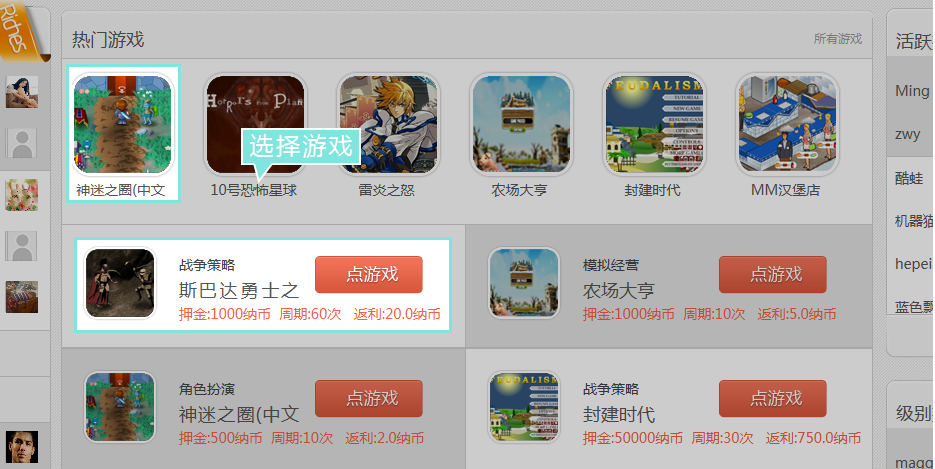 Riches
热门游戏
所有游戏
选择游戏
神迷之圈(中文
10号恐怖星球
雷炎之怒
农场大亨
封建时代
MM汉堡店
战争策略
斯巴达勇士之
点游戏
押金:1000纳币 周期:60次 返利:20.0纳币
模拟经营
农场大亨
点游戏
押金:1000纳币 周期:10次 返利:5.0纳币
角色扮演
神迷之圈(中文
点游戏
押金:500纳币 周期:10次 返利:2.0纳币
战争策略
封建时代
点游戏
押金:50000纳币 周期:30次 返利:750.0纳币
活跃
Ming
zwy
酷蛙
机器猫
hepei
蓝色飘
级别
magg